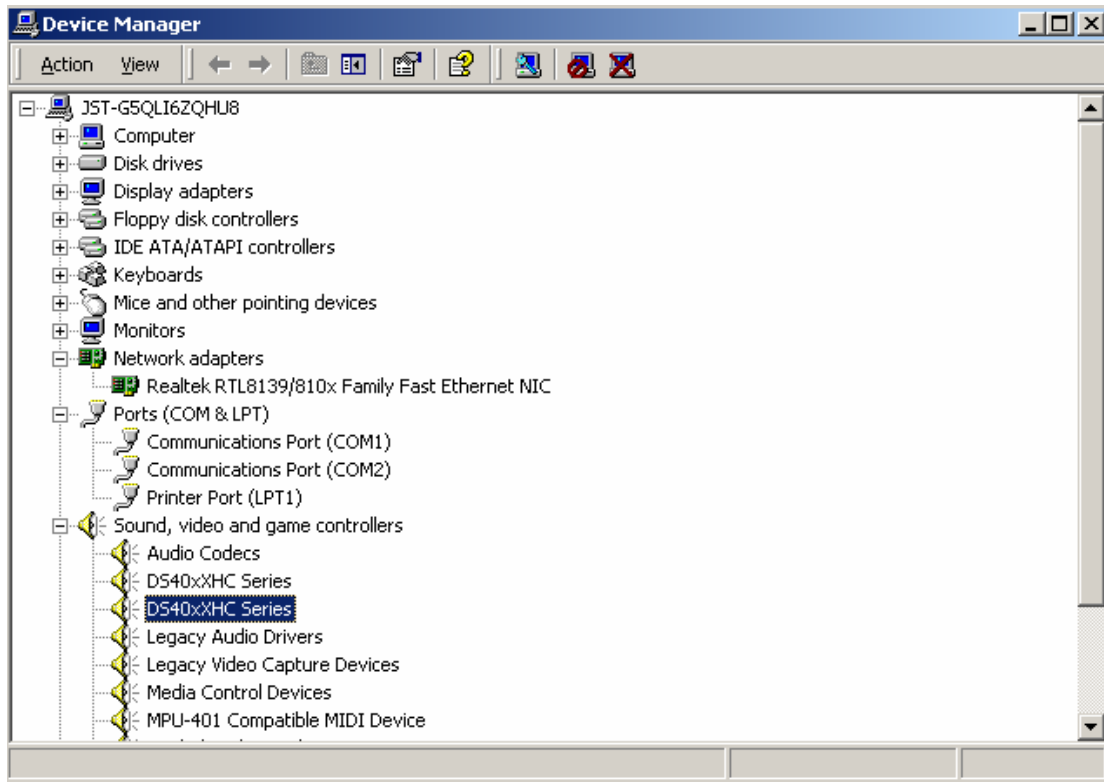 Device Manager
Action View
JST-G5QLI6ZQHU8
Computer
Disk drives
Display adapters
Floppy disk controllers
IDE ATA/ATAPI controllers
Keyboards
Mice and other pointing devices
Monitors
Network adapters
Realtek RTL8139/810x Family Fast Ethernet NIC
Ports (COM & LPT)
Communications Port (COM1)
Communications Port (COM2)
Printer Port (LPT1)
Sound, video and game controllers
Audio Codecs
DS40xXHC Series
DS40xXHC Series
Legacy Audio Drivers
Legacy Video Capture Devices
Media Control Devices
MPU-401 Compatible MIDI Device